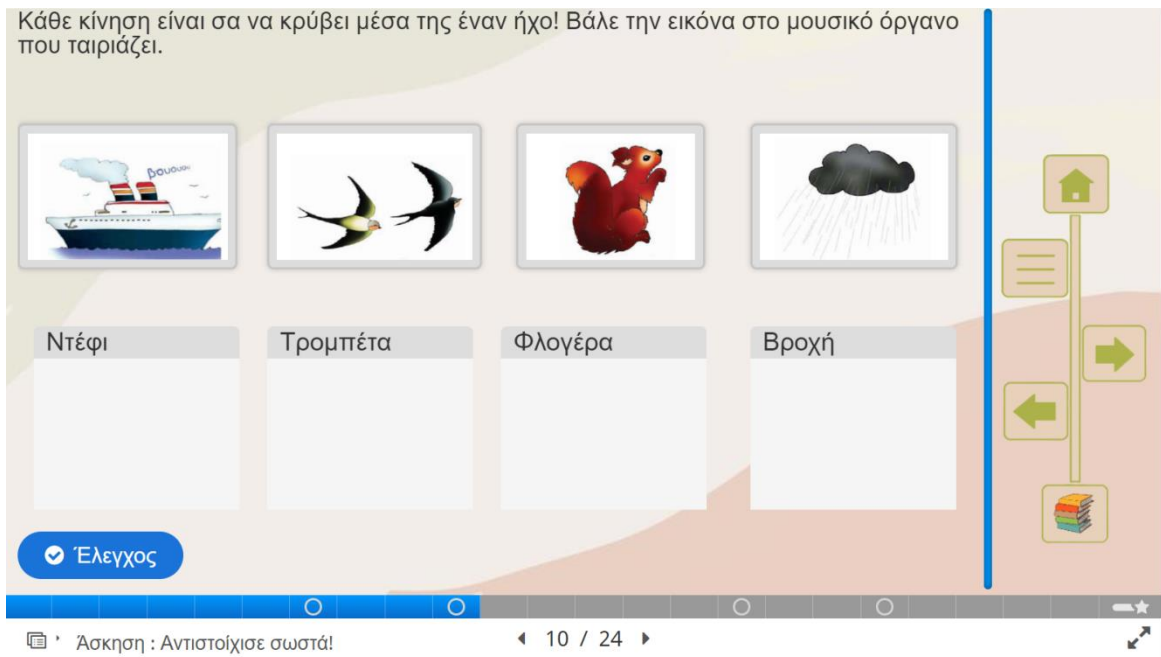 Κάθε κίνηση είναι σα να κρύβει μέσα της έναν ήχο! Βάλε την εικόνα στο μουσικό όργανο
που ταιριάζει.
βουουου
Ντέφι
Τρομπέτα
Φλογέρα
Βροχή
Έλεγχος
Άσκηση : Αντιστοίχισε σωστά!
10 / 24